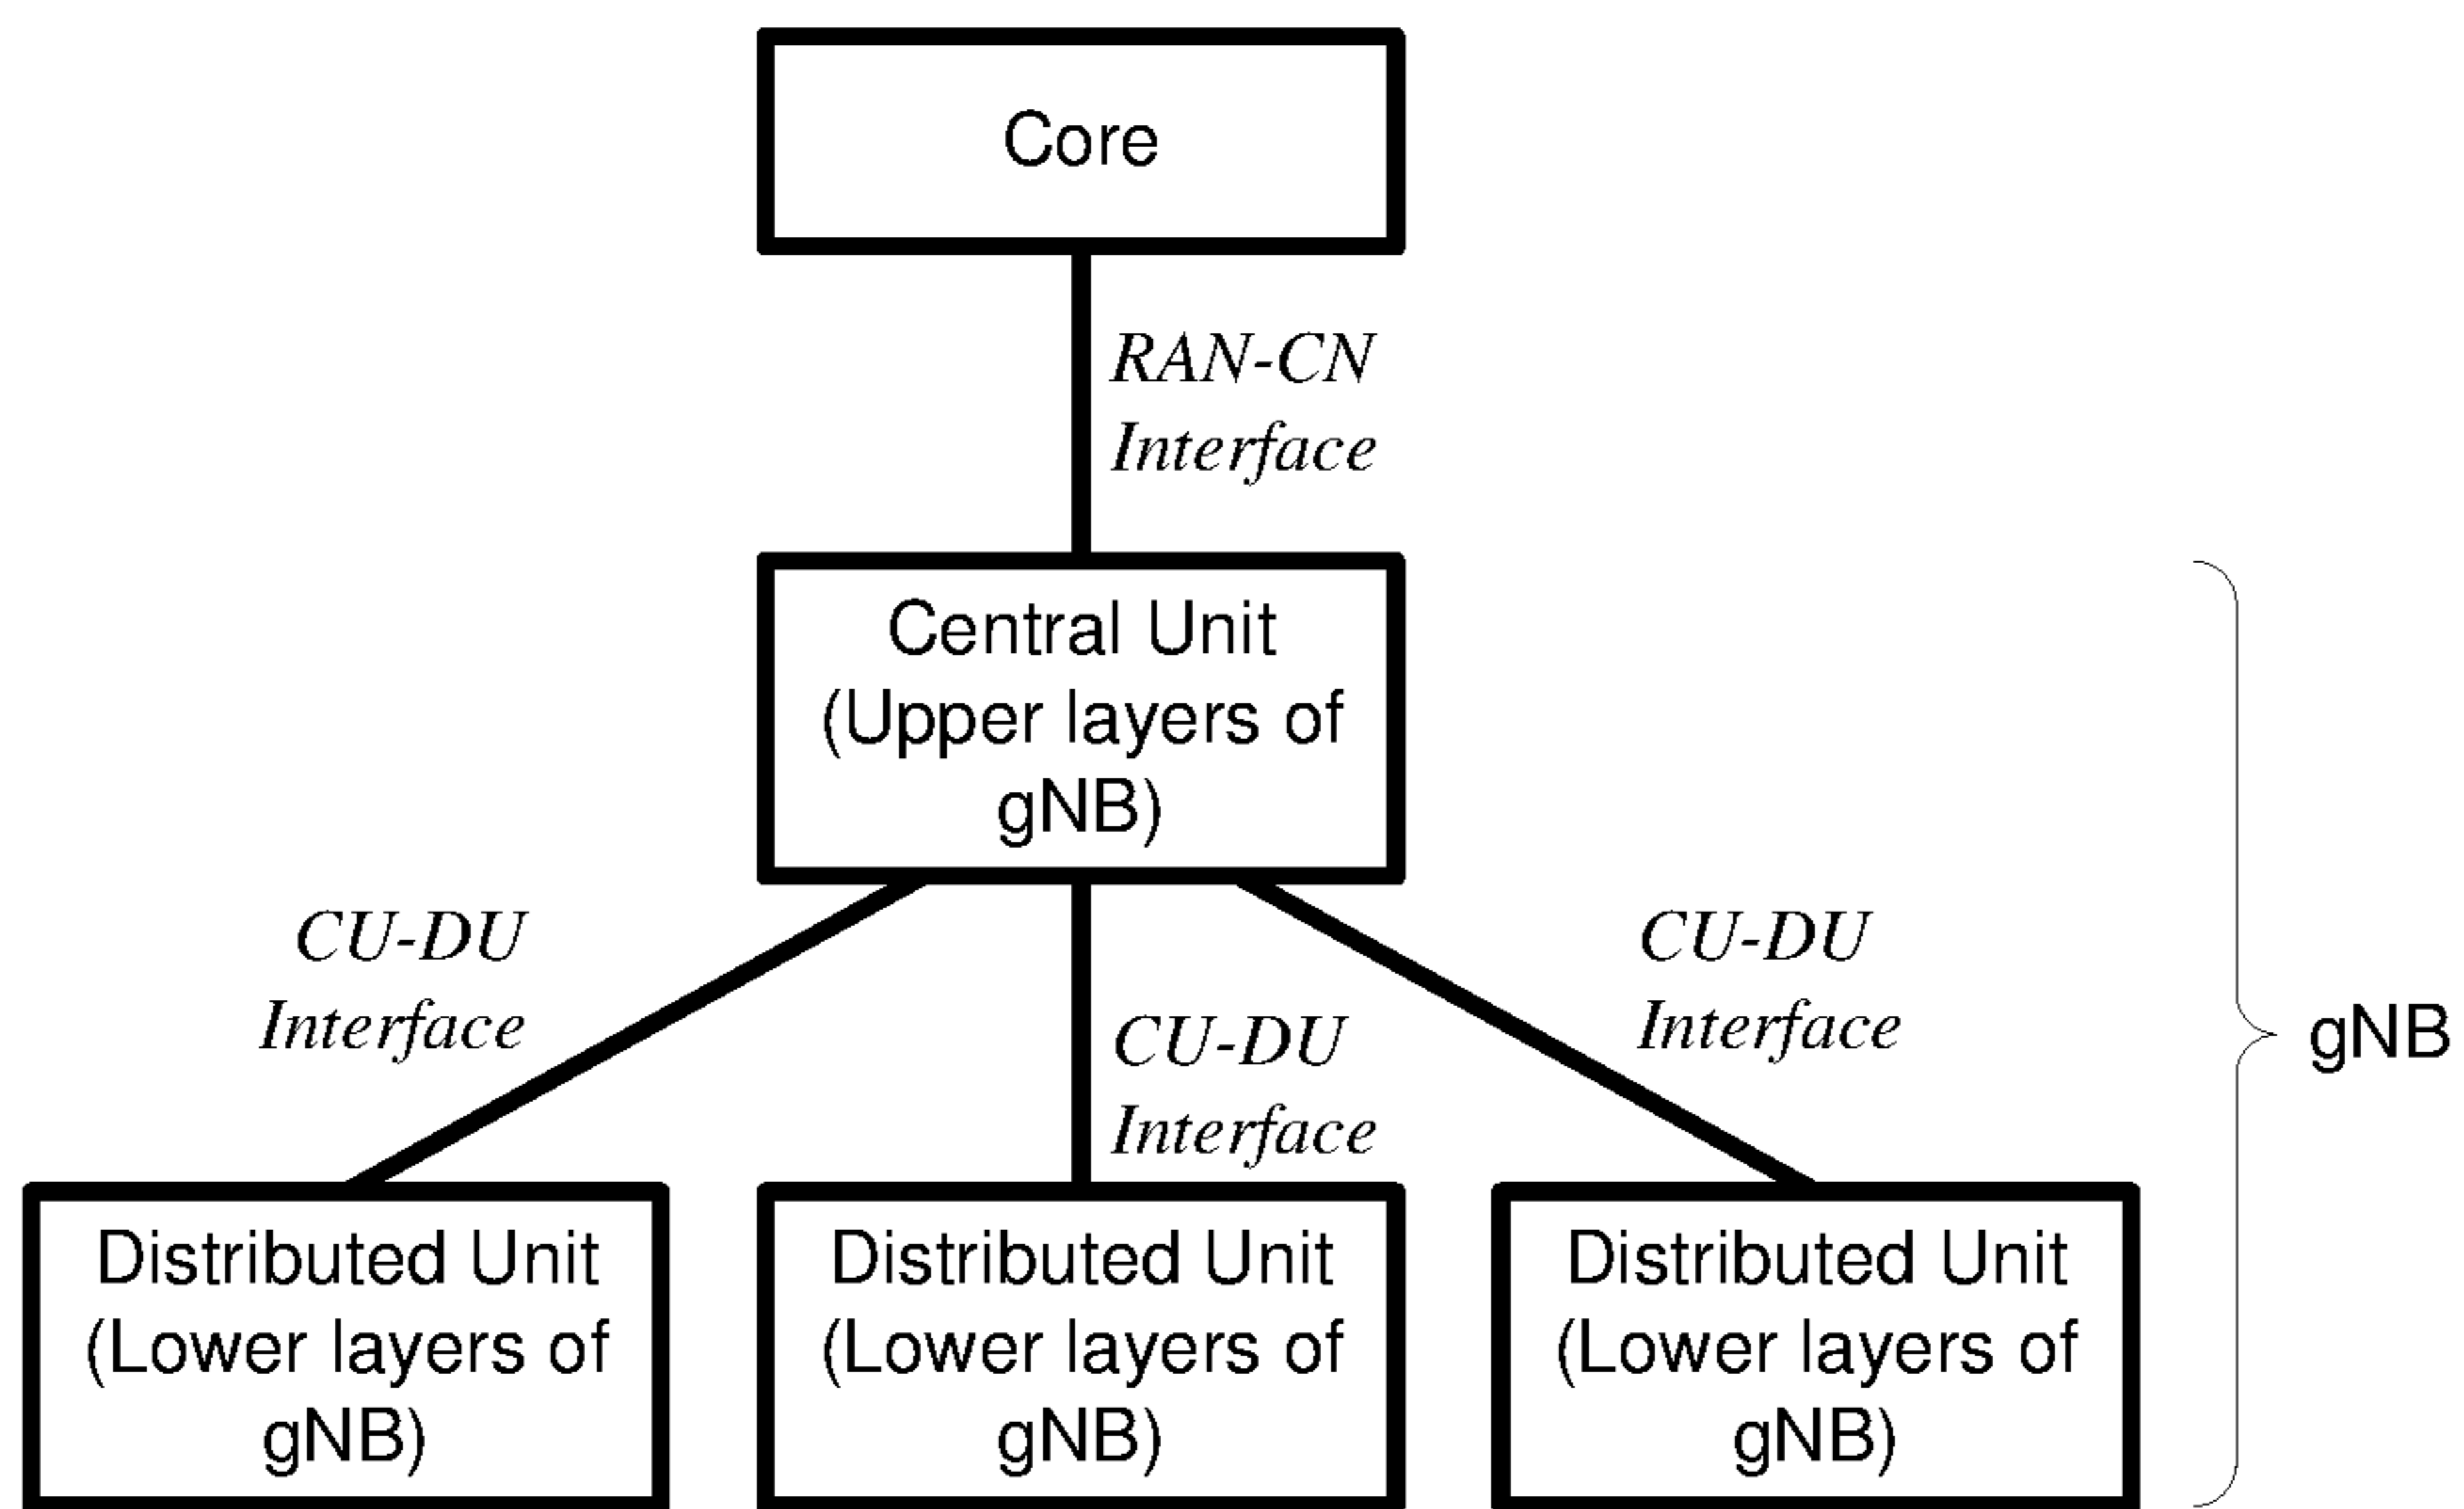 Core
RAN-CN
Interface
Central Unit
(Upper layers of
gNB)
CU-DU
Interface
CU-DU
Interface
CU-DU
Interface
gNB
Distributed Unit
(Lower layers of
gNB)
Distributed Unit
(Lower layers of
gNB)
Distributed Unit
(Lower layers of
gNB)